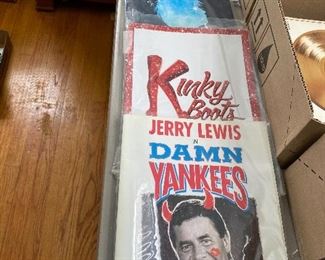 Kinky
Boots
JERRY LEWIS
IN
DAMN
YANKEES